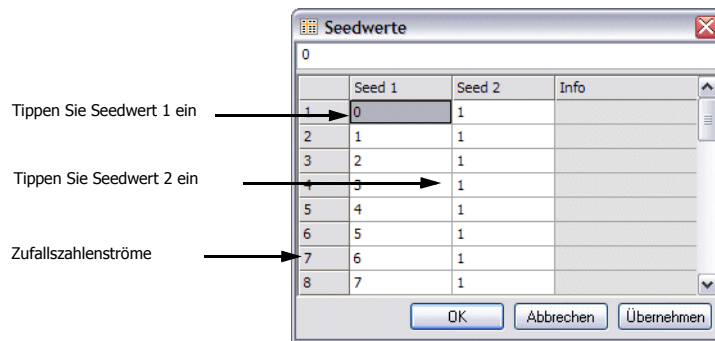 Seedwerte
0
Seed 1 Seed 2 Info
Tippen Sie Seedwert 1 ein
1 0 1
2 1 1
3 2 1
Tippen Sie Seedwert 2 ein
4 3 1
5 4 1
6 5 1
Zufallszahlenströme
7 6 1
8 7 1
OK Abbrechen Übernehmen